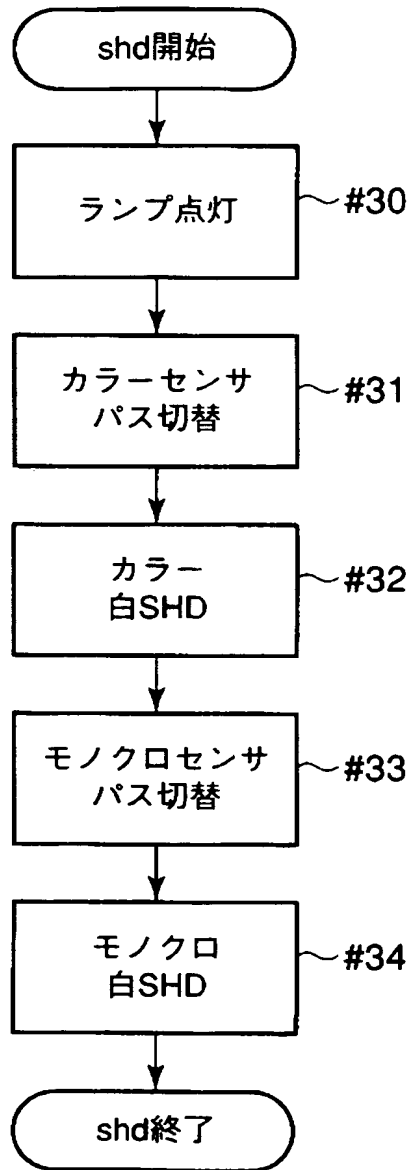 shd開始
ランプ点灯
#30
カラーセンサ
パス切替
#31
カラー
白SHD
#32
モノクロセンサ
パス切替
#33
モノクロ
白SHD
#34
shd終了